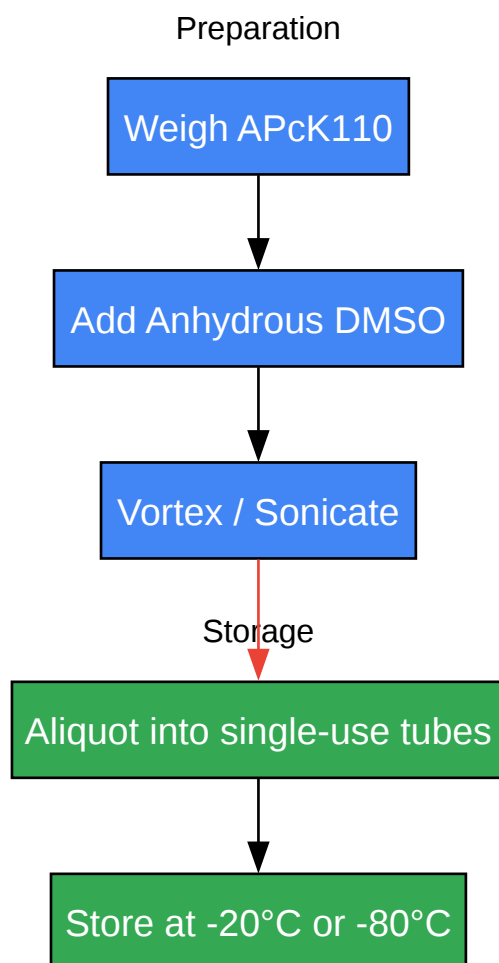 Preparation
Weigh APcK110
Add Anhydrous DMSO
Vortex / Sonicate
Storage
Aliquot into single-use tubes
Store at -20°C or -80°C